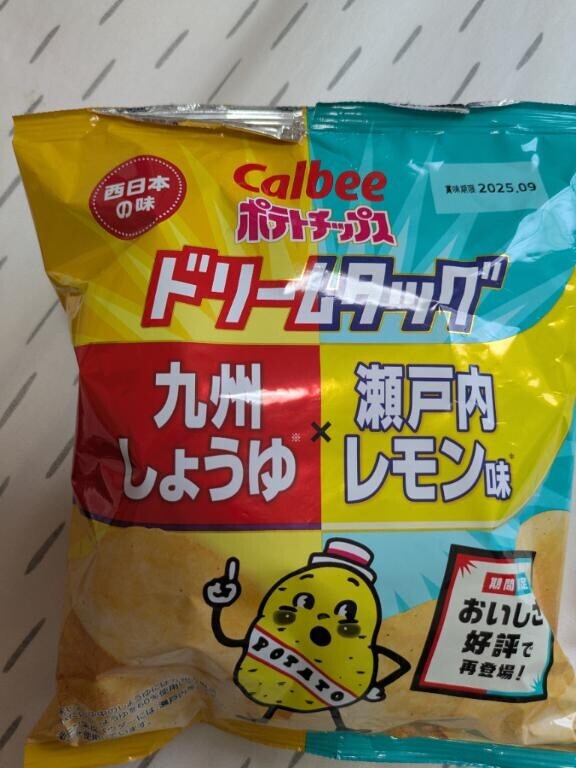 西日本
の味
Calbee
ポテトチップス
賞味期限 2025.09
ドリームタッグ
九州
しょうゆ※
×
瀬戸内
レモン味*
POTATO
期間
おいしさ
好評で
再登場!